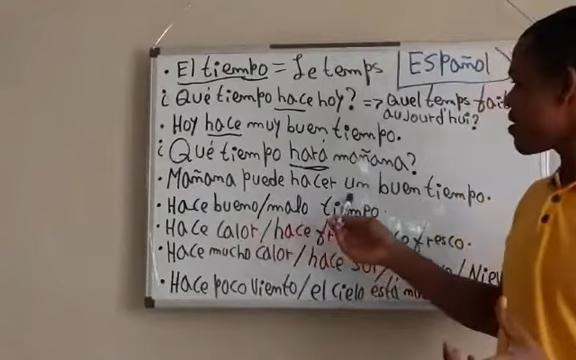 • El tiempo = Le temps Español
¿Qué tiempo hace hoy? => Quel temps fait
aujourd'hui?
• Hoy hace muy buen tiempo.
¿Qué tiempo hará mañana?
• Mañana puede hacer un buen tiempo.
• Hace bueno/malo tiempo.
• Hace calor/hace fresco.
• Hace mucho calor/hace sol/
• Hace poco viento/el cielo está